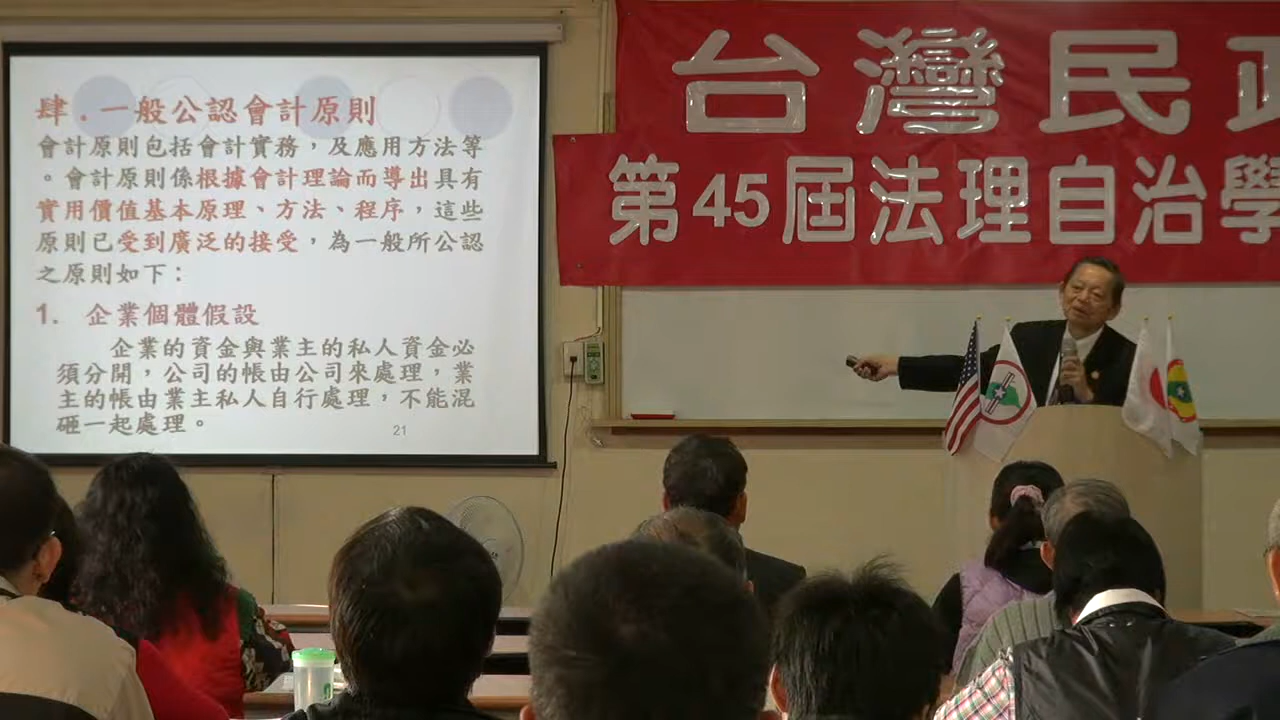 肆.一般公認會計原則
會計原則包括會計實務，及應用方法等
。會計原則係根據會計理論而導出具有
實用價值基本原理、方法、程序，這些
原則已受到廣泛的接受，為一般所公認
之原則如下：
1. 企業個體假設
企業的資金與業主的私人資金必
須分開，公司的帳由公司來處理，業
主的帳由業主私人自行處理，不能混
砸一起處理。
21
台灣民政
第45屆法理自治學